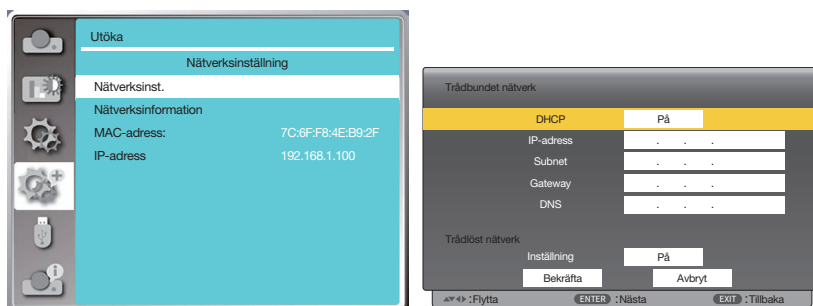 Utöka
Nätverksinställning
Nätverksinst.
Nätverksinformation
MAC-adress: 7C:6F:F8:4E:B9:2F
IP-adress 192.168.1.100
Trådbundet nätverk
DHCP På
IP-adress . . .
Subnet . . .
Gateway . . .
DNS . . .
Trådlöst nätverk
Inställning På
Bekräfta Avbryt
:Flytta ENTER :Nästa EXIT :Tillbaka